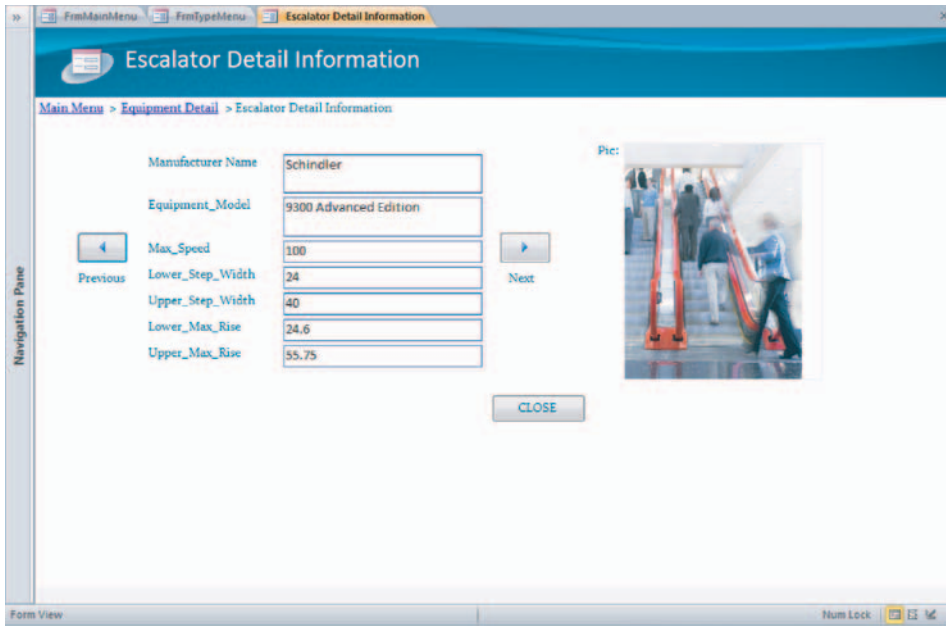 FrmMainMenu FrmTypeMenu Escalator Detail Information
Escalator Detail Information
Main Menu > Equipment Detail > Escalator Detail Information
Manufacturer Name Schindler
Equipment_Model 9300 Advanced Edition
Max_Speed 100
Lower_Step_Width 24
Upper_Step_Width 40
Lower_Max_Rise 24.6
Upper_Max_Rise 55.75
Previous
Next
Pic:
CLOSE
Navigation Pane
Form View
Num Lock